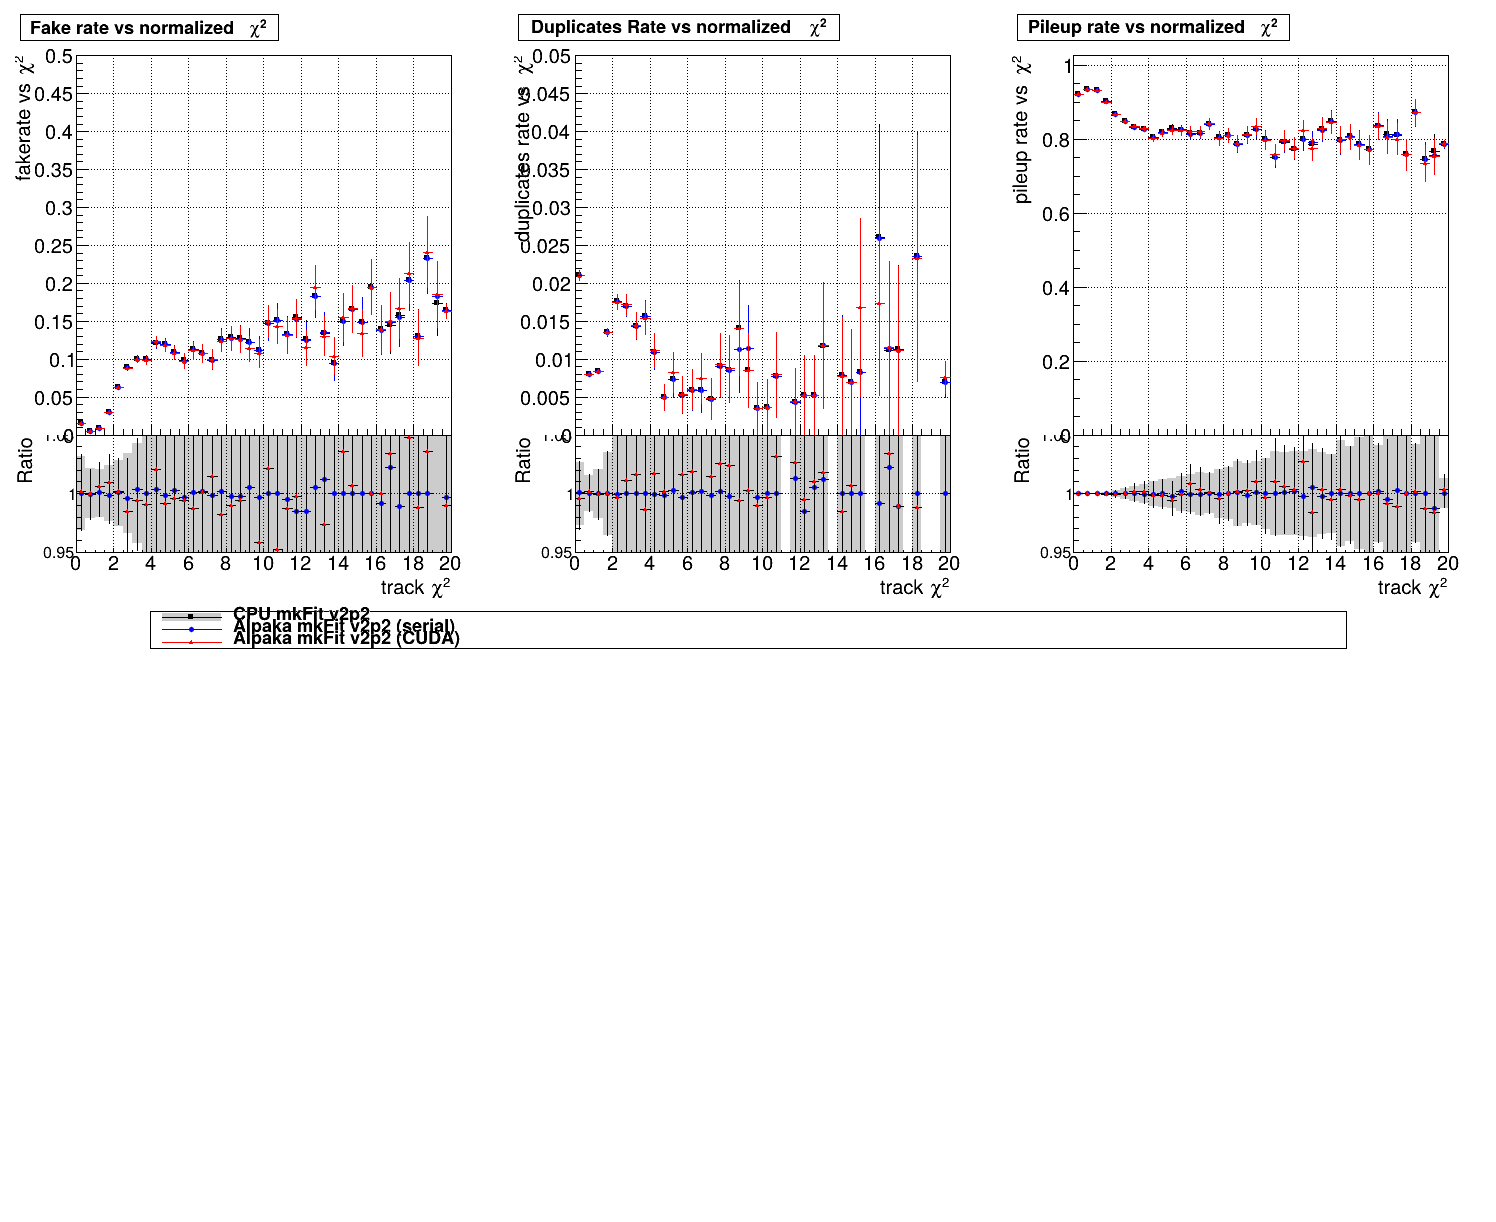 Fake rate vs normalized χ²
fakerate vs χ²
0.5
0.45
0.4
0.35
0.3
0.25
0.2
0.15
0.1
0.05
0
Ratio
1
0.95
0 2 4 6 8 10 12 14 16 18 20
track χ²
Duplicates Rate vs normalized χ²
duplicates rate vs χ²
0.05
0.045
0.04
0.035
0.03
0.025
0.02
0.015
0.01
0.005
0
Ratio
1
0.95
0 2 4 6 8 10 12 14 16 18 20
track χ²
Pileup rate vs normalized χ²
pileup rate vs χ²
1
0.8
0.6
0.4
0.2
0
Ratio
1
0.95
0 2 4 6 8 10 12 14 16 18 20
track χ²
CPU mkFit v2p2
Alpaka mkFit v2p2 (serial)
Alpaka mkFit v2p2 (CUDA)